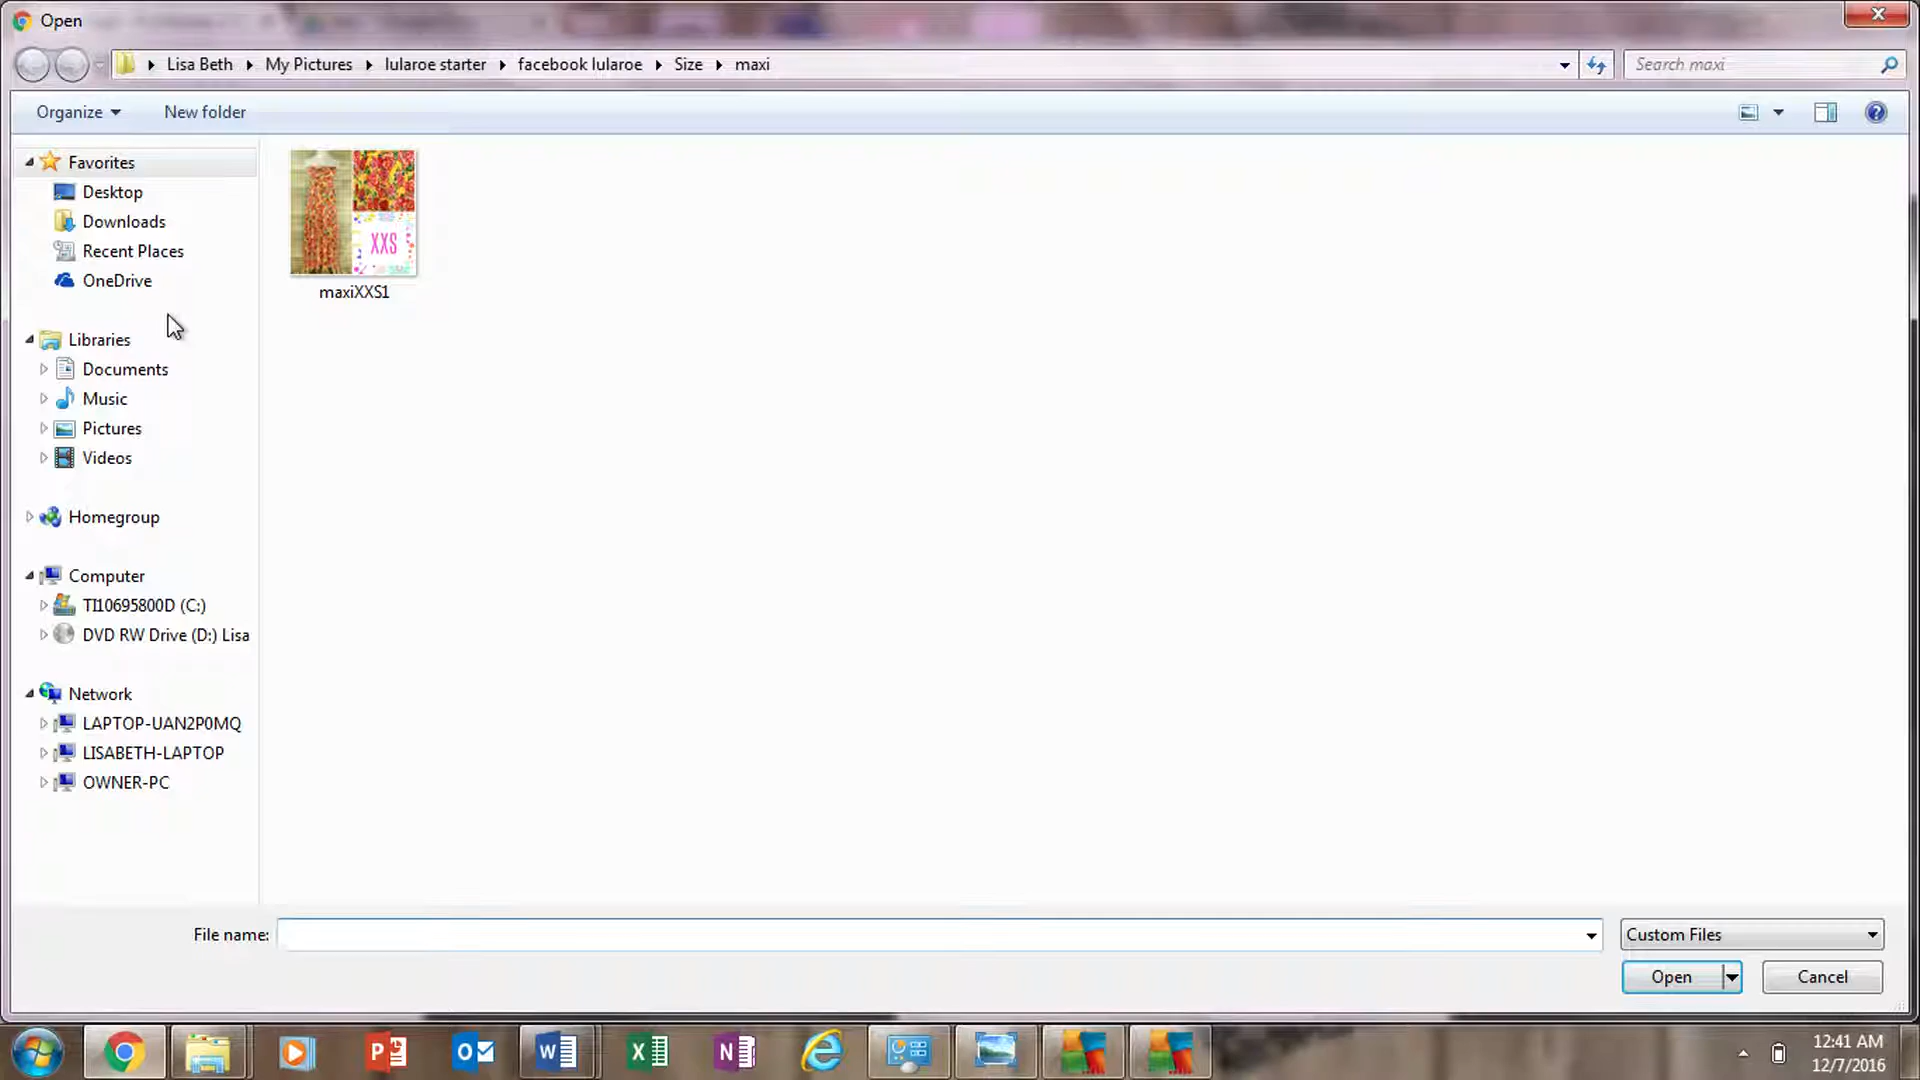 Open
Lisa Beth
My Pictures
lularoe starter
facebook lularoe
Size
maxi
Search maxi
Organize
New folder
Favorites
Desktop
Downloads
Recent Places
OneDrive
Libraries
Documents
Music
Pictures
Videos
Homegroup
Computer
TI10695800D (C:)
DVD RW Drive (D:) Lisa
Network
LAPTOP-UAN2P0MQ
LISABETH-LAPTOP
OWNER-PC
XXS
maxiXXS1
File name:
Custom Files
Open
Cancel
12:41 AM
12/7/2016